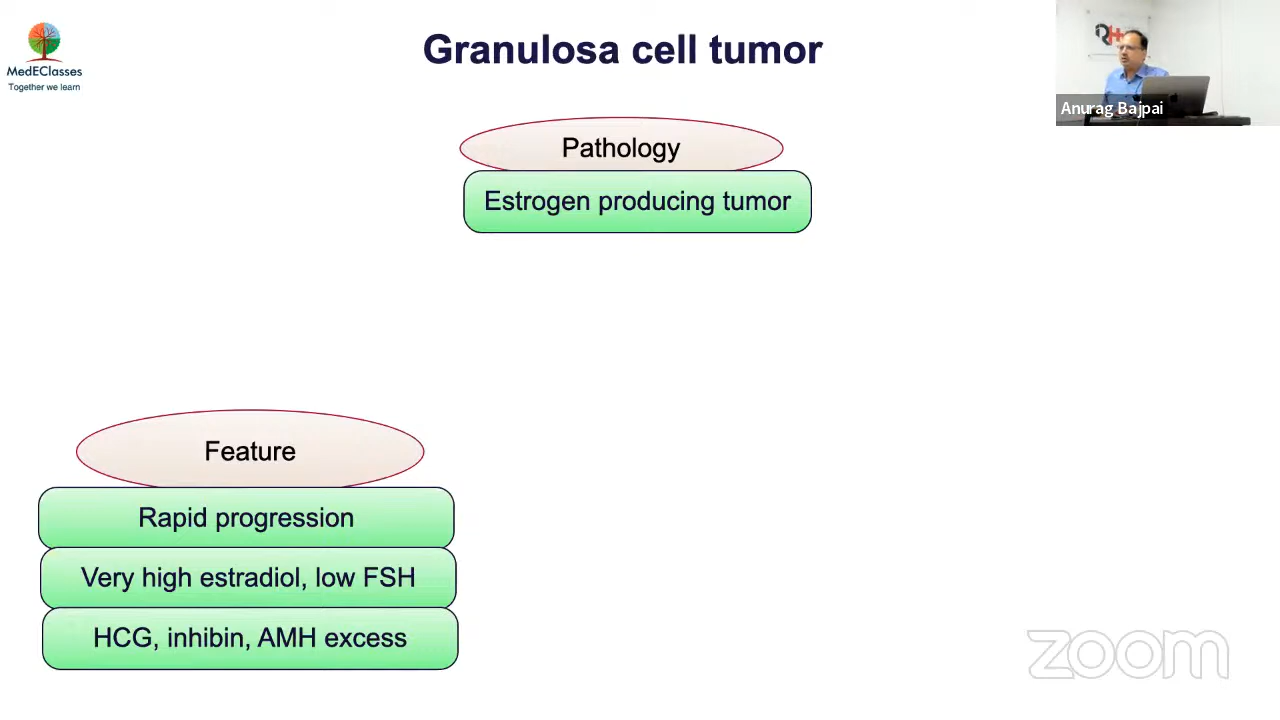 MedEClasses
Together we learn
Granulosa cell tumor
RH
Anurag Bajpai
Pathology
Estrogen producing tumor
Feature
Rapid progression
Very high estradiol, low FSH
HCG, inhibin, AMH excess
zoom